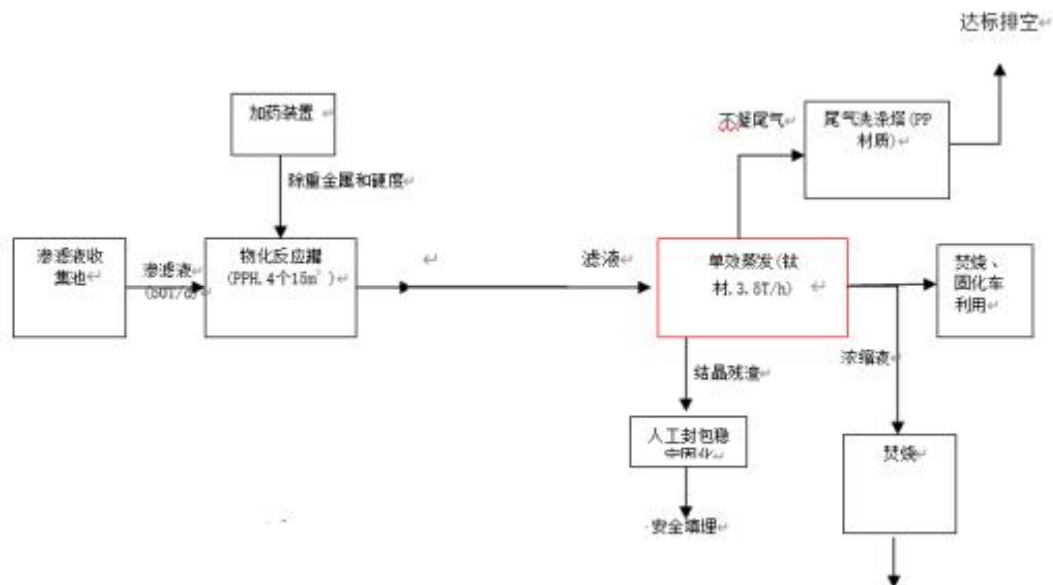 达标排空
加药装置
不凝尾气
尾气洗涤塔(PP
材质)
除重金属和硬度
渗滤液收
集池
渗滤液
物化反应罐
(PPH,4个15m³)
滤液
单效蒸发(钛
材,3.5T/h)
焚烧、
固化车
利用
结晶残渣
浓缩液
人工封包稳
定固化
焚烧
安全填埋